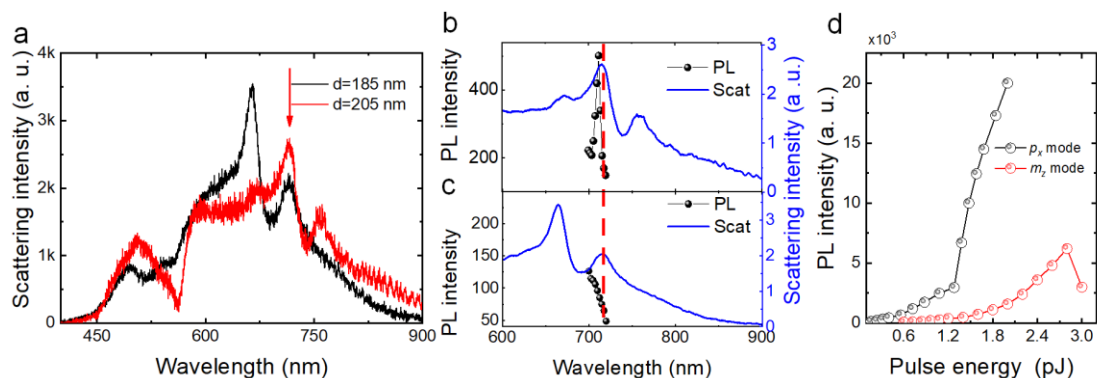 a
4k
3k
2k
1k
0
450 600 750 900
Scattering intensity (a. u.)
Wavelength (nm)
d=185 nm
d=205 nm
b
400
200
PL intensity
PL
Scat
3
2
1
0
c
200
150
100
50
PL intensity
PL
Scat
3
2
1
0
Scattering intensity (a .u.)
600 700 800 900
Wavelength (nm)
d
x10³
20
15
10
5
0
PL intensity (a. u.)
pₓ mode
m_z mode
0.6 1.2 1.8 2.4 3.0
Pulse energy (pJ)